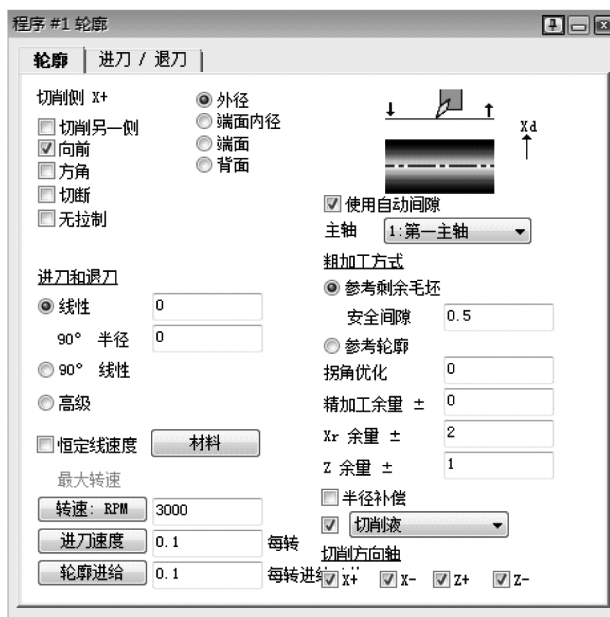 程序 #1 轮廓
轮廓 进刀 / 退刀
切削侧 X+
切削另一侧
向前
方角
切断
无拉制
外径
端面内径
端面
背面
Xd
使用自动间隙
主轴 1:第一主轴
进刀和退刀
线性 0
90° 半径 0
90° 线性
高级
恒定线速度 材料
最大转速
转速: RPM 3000
进刀速度 0.1 每转
轮廓进给 0.1 每转进给
粗加工方式
参考剩余毛坯
安全间隙 0.5
参考轮廓
拐角优化 0
精加工余量 ± 0
Xr 余量 ± 2
Z 余量 ± 1
半径补偿
切削液
切削方向轴
X+ X- Z+ Z-